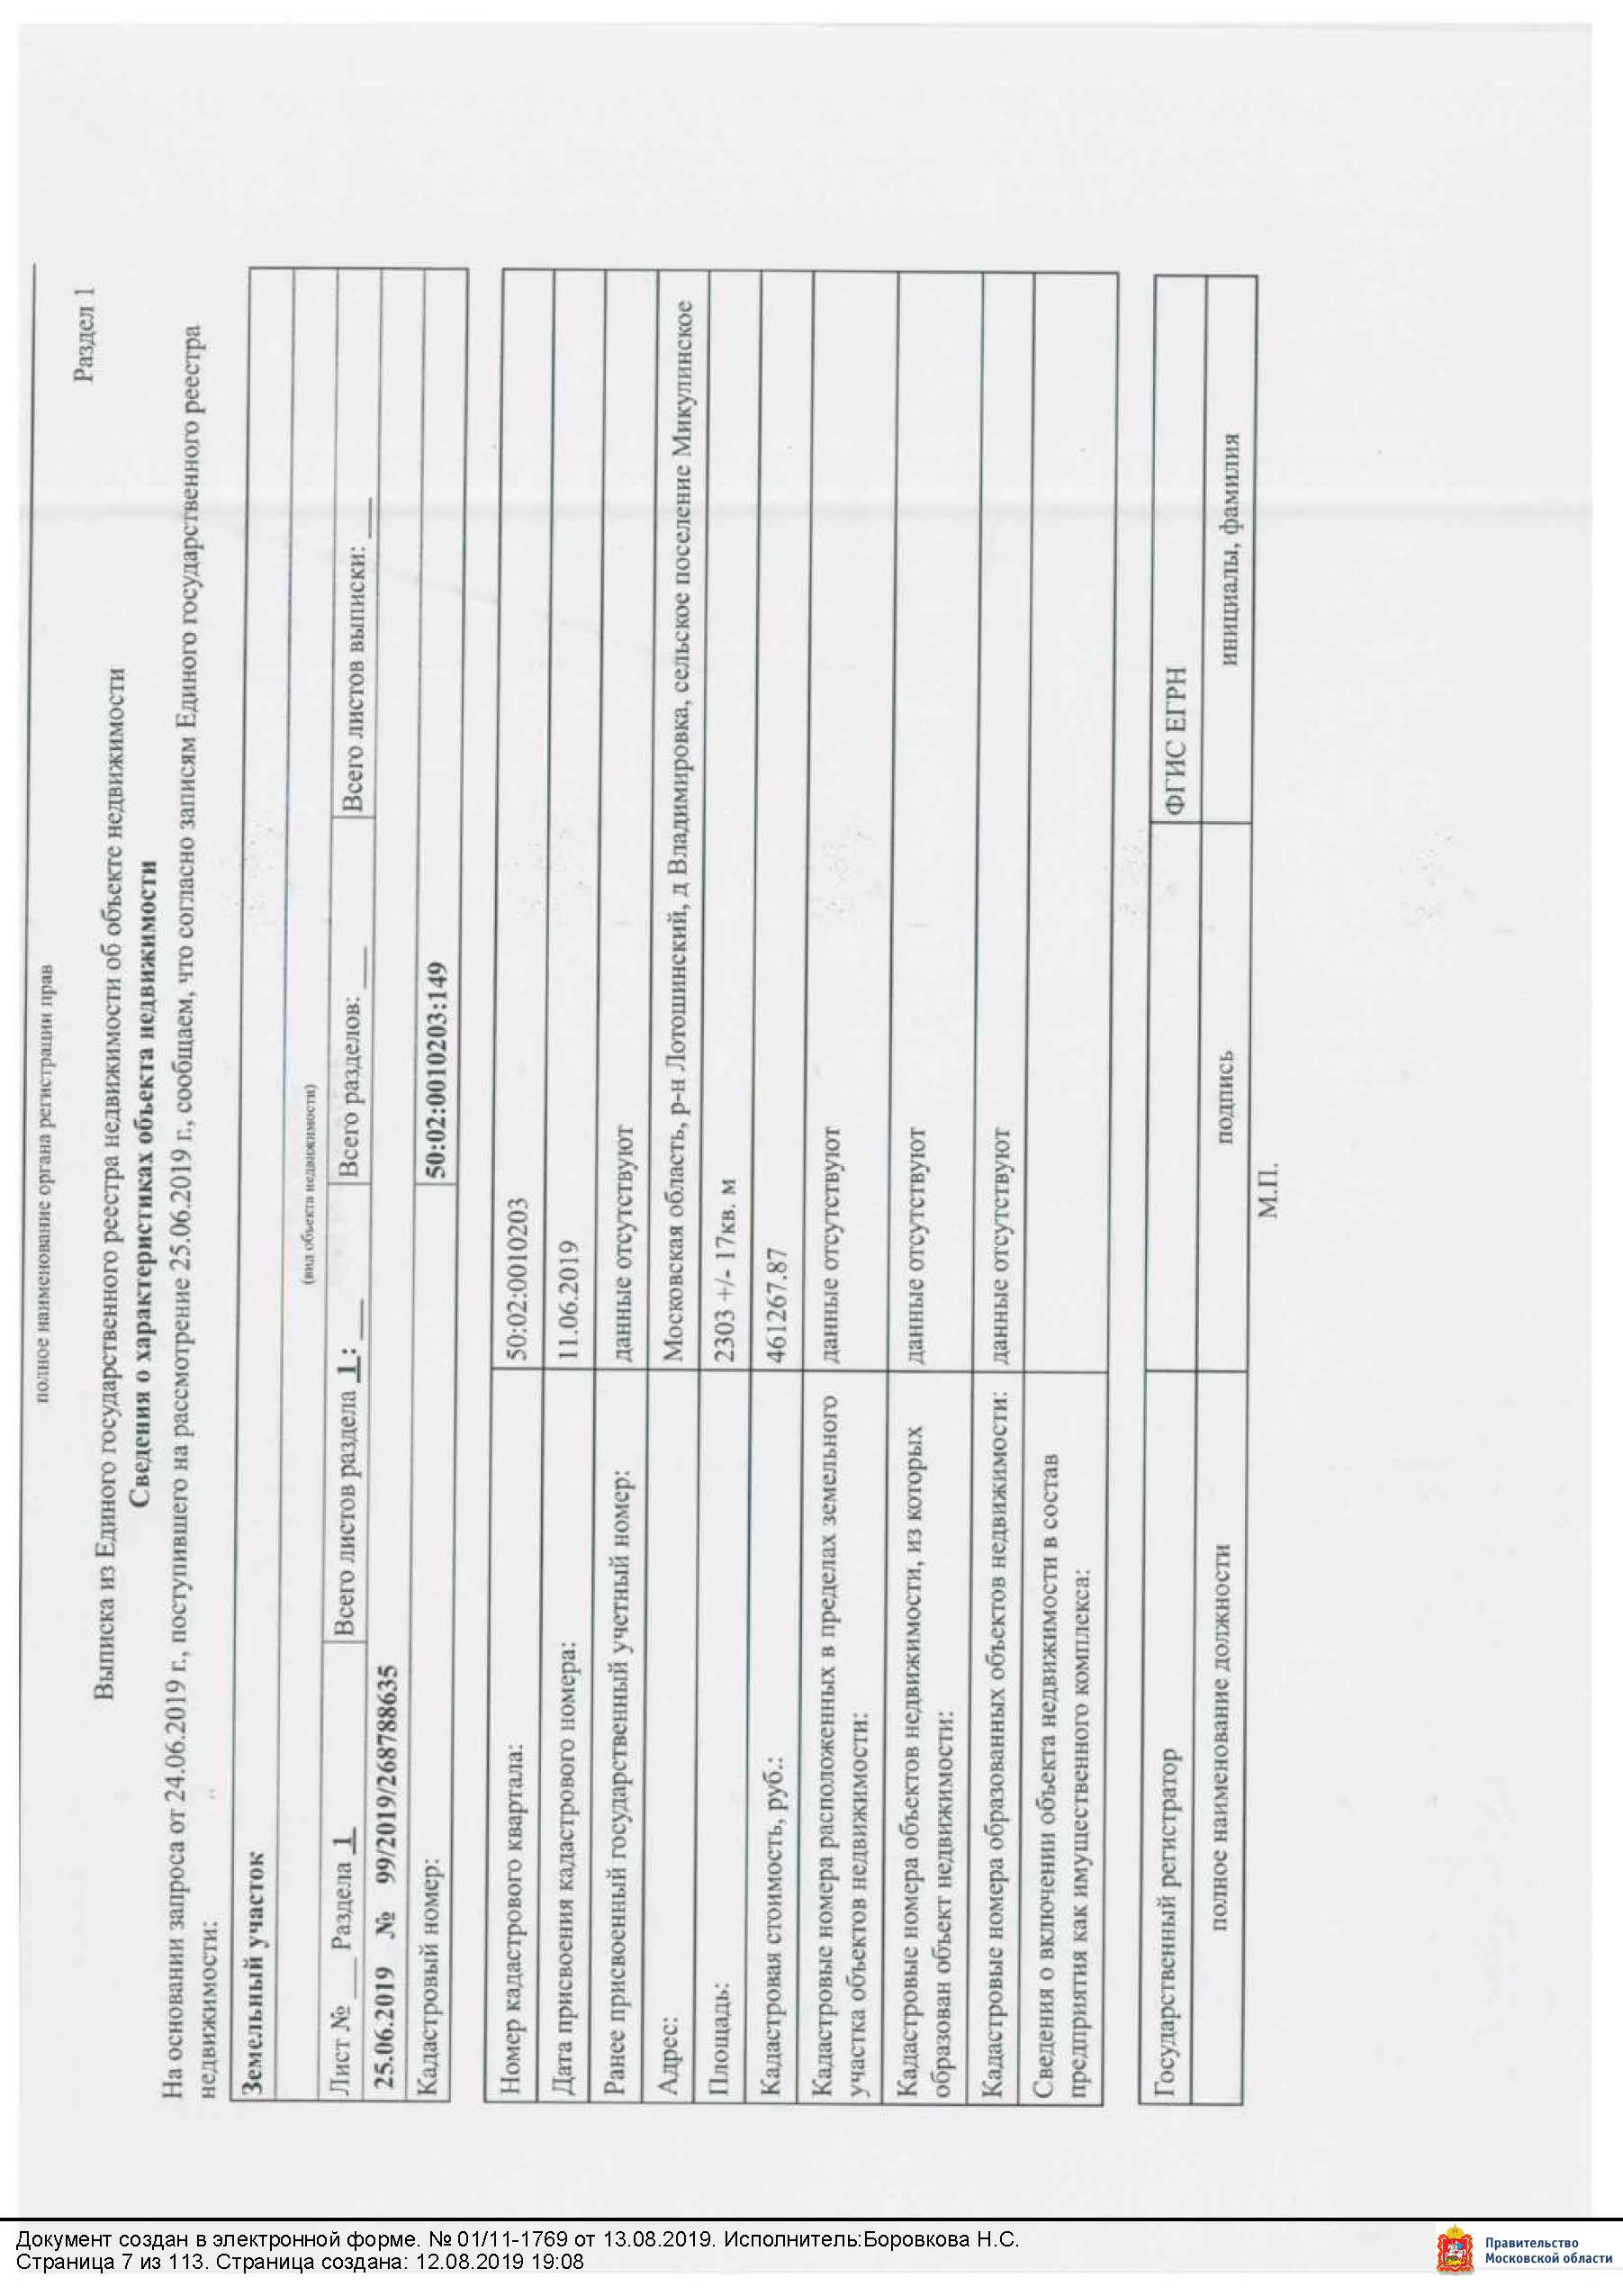 полное наименование органа регистрации прав
Раздел 1
Выписка из Единого государственного реестра недвижимости об объекте недвижимости
Сведения о характеристиках объекта недвижимости
На основании запроса от 24.06.2019 г., поступившего на рассмотрение 25.06.2019 г., сообщаем, что согласно записям Единого государственного реестра
недвижимости:
Земельный участок
(вид объекта недвижимости)
Лист № ___ Раздела 1 Всего листов раздела 1: ___ Всего разделов: ___ Всего листов выписки: ___
25.06.2019 № 99/2019/268788635
Кадастровый номер: 50:02:0010203:149
Номер кадастрового квартала: 50:02:0010203
Дата присвоения кадастрового номера: 11.06.2019
Ранее присвоенный государственный учетный номер: данные отсутствуют
Адрес: Московская область, р-н Лотошинский, д Владимировка, сельское поселение Микулинское
Площадь: 2303 +/- 17кв. м
Кадастровая стоимость, руб.: 461267.87
Кадастровые номера расположенных в пределах земельного
участка объектов недвижимости: данные отсутствуют
Кадастровые номера объектов недвижимости, из которых
образован объект недвижимости: данные отсутствуют
Кадастровые номера образованных объектов недвижимости: данные отсутствуют
Сведения о включении объекта недвижимости в состав
предприятия как имущественного комплекса:
Государственный регистратор ФГИС ЕГРН
полное наименование должности подпись инициалы, фамилия
М.П.
Документ создан в электронной форме. № 01/11-1769 от 13.08.2019. Исполнитель:Боровкова Н.С.
Страница 7 из 113. Страница создана: 12.08.2019 19:08
Правительство
Московской области